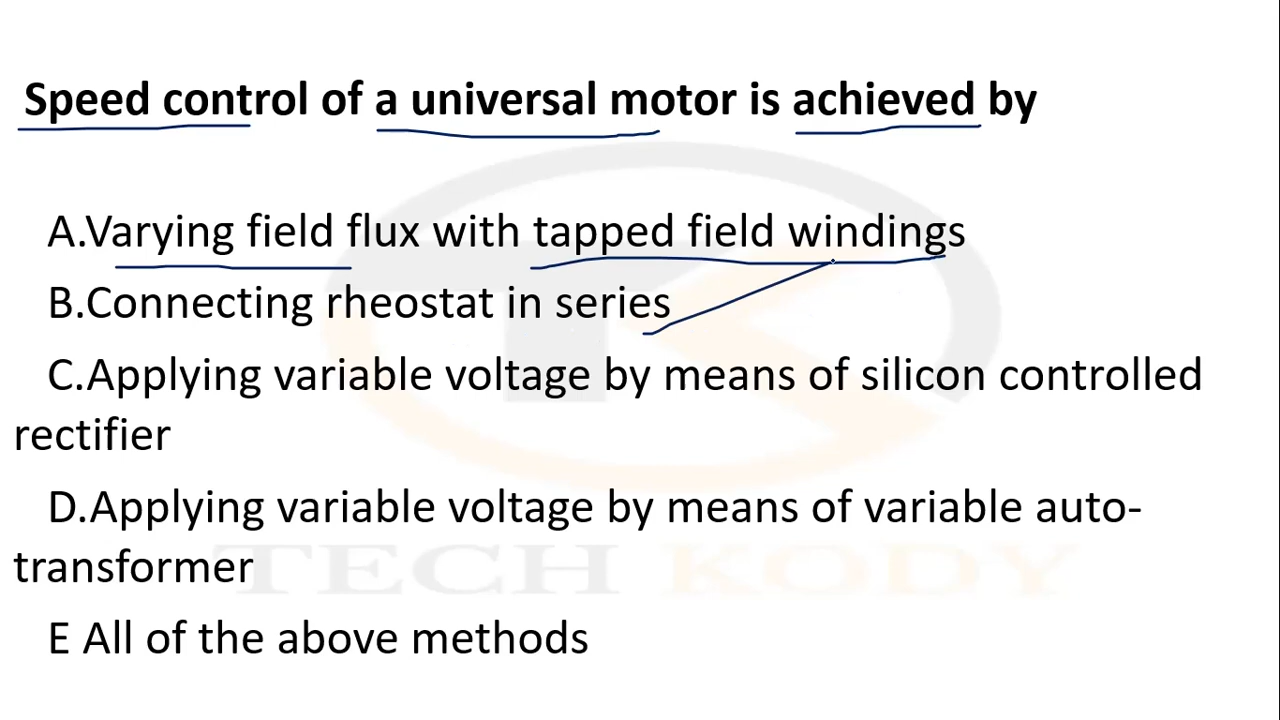 Speed control of a universal motor is achieved by
A.Varying field flux with tapped field windings
B.Connecting rheostat in series
C.Applying variable voltage by means of silicon controlled
rectifier
D.Applying variable voltage by means of variable auto-
transformer
TECH KODY
E All of the above methods